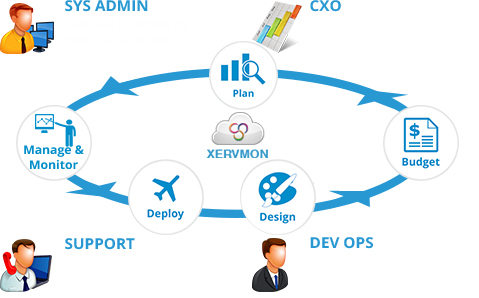 SYS ADMIN
CXO
Plan
XERVMON
Manage &
Monitor
$
Budget
Deploy
Design
SUPPORT
DEV OPS